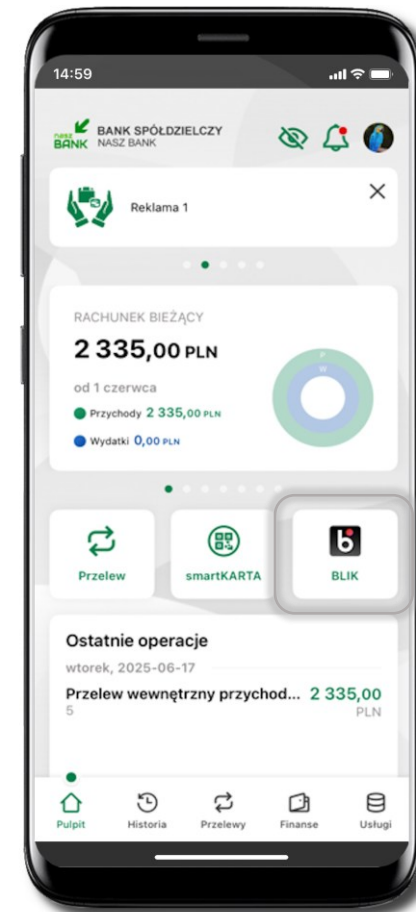 14:59
nasz BANK
BANK SPÓŁDZIELCZY
NASZ BANK
Reklama 1
RACHUNEK BIEŻĄCY
2 335,00 PLN
od 1 czerwca
Przychody 2 335,00 PLN
Wydatki 0,00 PLN
P
W
Przelew
smartKARTA
b
BLIK
Ostatnie operacje
wtorek, 2025-06-17
Przelew wewnętrzny przychod... 2 335,00
5 PLN
Pulpit
Historia
Przelewy
Finanse
Usługi